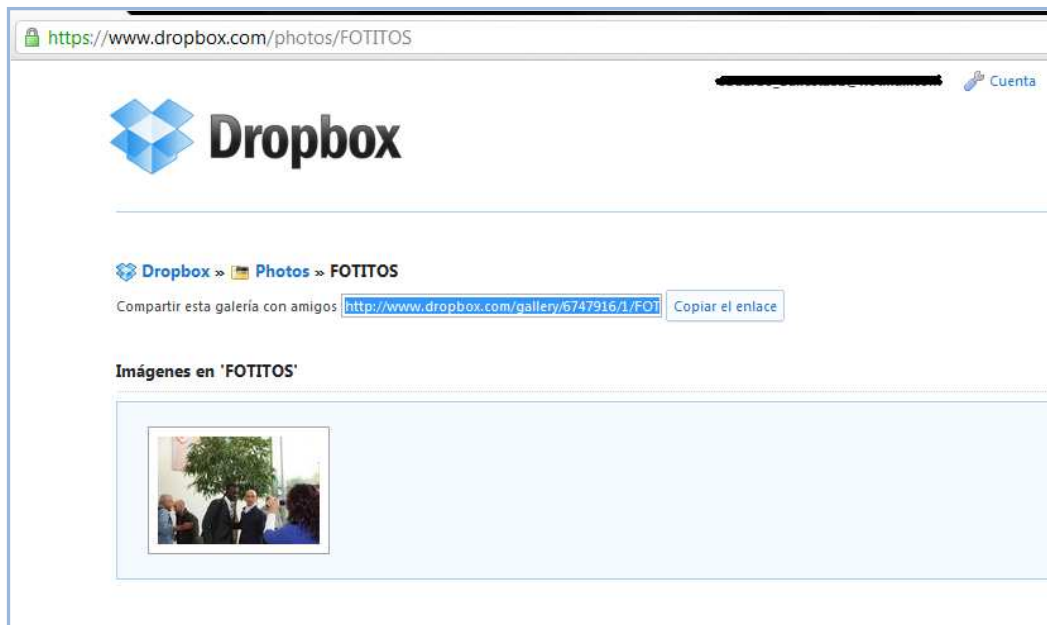 https://www.dropbox.com/photos/FOTITOS
Cuenta
Dropbox
Dropbox » Photos » FOTITOS
Compartir esta galería con amigos http://www.dropbox.com/gallery/6747916/1/FOT Copiar el enlace
Imágenes en 'FOTITOS'